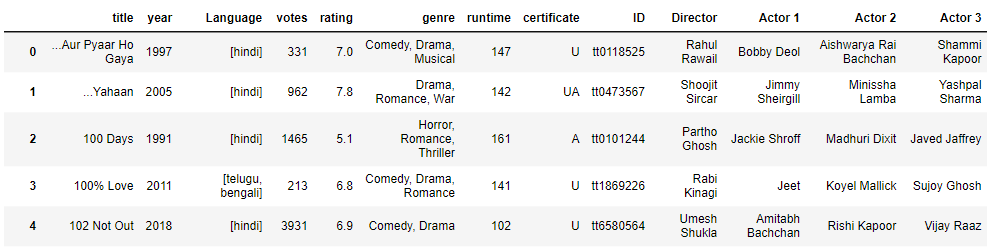 title year Language votes rating genre runtime certificate ID Director Actor 1 Actor 2 Actor 3
0 ...Aur Pyaar Ho Gaya 1997 [hindi] 331 7.0 Comedy, Drama, Musical 147 U tt0118525 Rahul Rawail Bobby Deol Aishwarya Rai Bachchan Shammi Kapoor
1 ...Yahaan 2005 [hindi] 962 7.8 Drama, Romance, War 142 UA tt0473567 Shoojit Sircar Jimmy Sheirgill Minissha Lamba Yashpal Sharma
2 100 Days 1991 [hindi] 1465 5.1 Horror, Romance, Thriller 161 A tt0101244 Partho Ghosh Jackie Shroff Madhuri Dixit Javed Jaffrey
3 100% Love 2011 [telugu, bengali] 213 6.8 Comedy, Drama, Romance 141 U tt1869226 Rabi Kinagi Jeet Koyel Mallick Sujoy Ghosh
4 102 Not Out 2018 [hindi] 3931 6.9 Comedy, Drama 102 U tt6580564 Umesh Shukla Amitabh Bachchan Rishi Kapoor Vijay Raaz